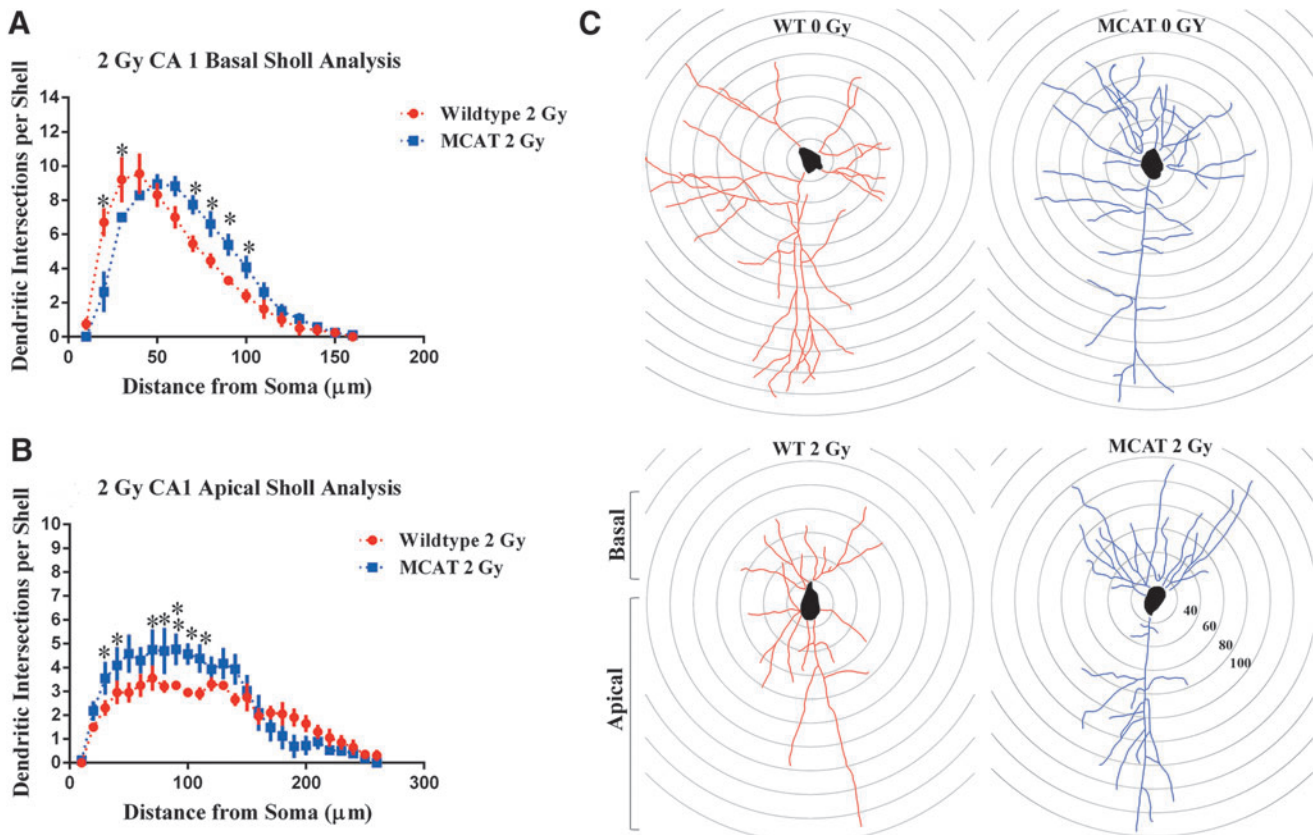 A
2 Gy CA 1 Basal Sholl Analysis
Dendritic Intersections per Shell
14
12
10
8
6
4
2
0
0 50 100 150 200
Distance from Soma (μm)
Wildtype 2 Gy
MCAT 2 Gy
* * * * * *
B
2 Gy CA1 Apical Sholl Analysis
Dendritic Intersections per Shell
10
9
8
7
6
5
4
3
2
1
0
0 100 200 300
Distance from Soma (μm)
Wildtype 2 Gy
MCAT 2 Gy
* * * * * * * *
C
WT 0 Gy
MCAT 0 GY
WT 2 Gy
MCAT 2 Gy
Basal
Apical
40
60
80
100